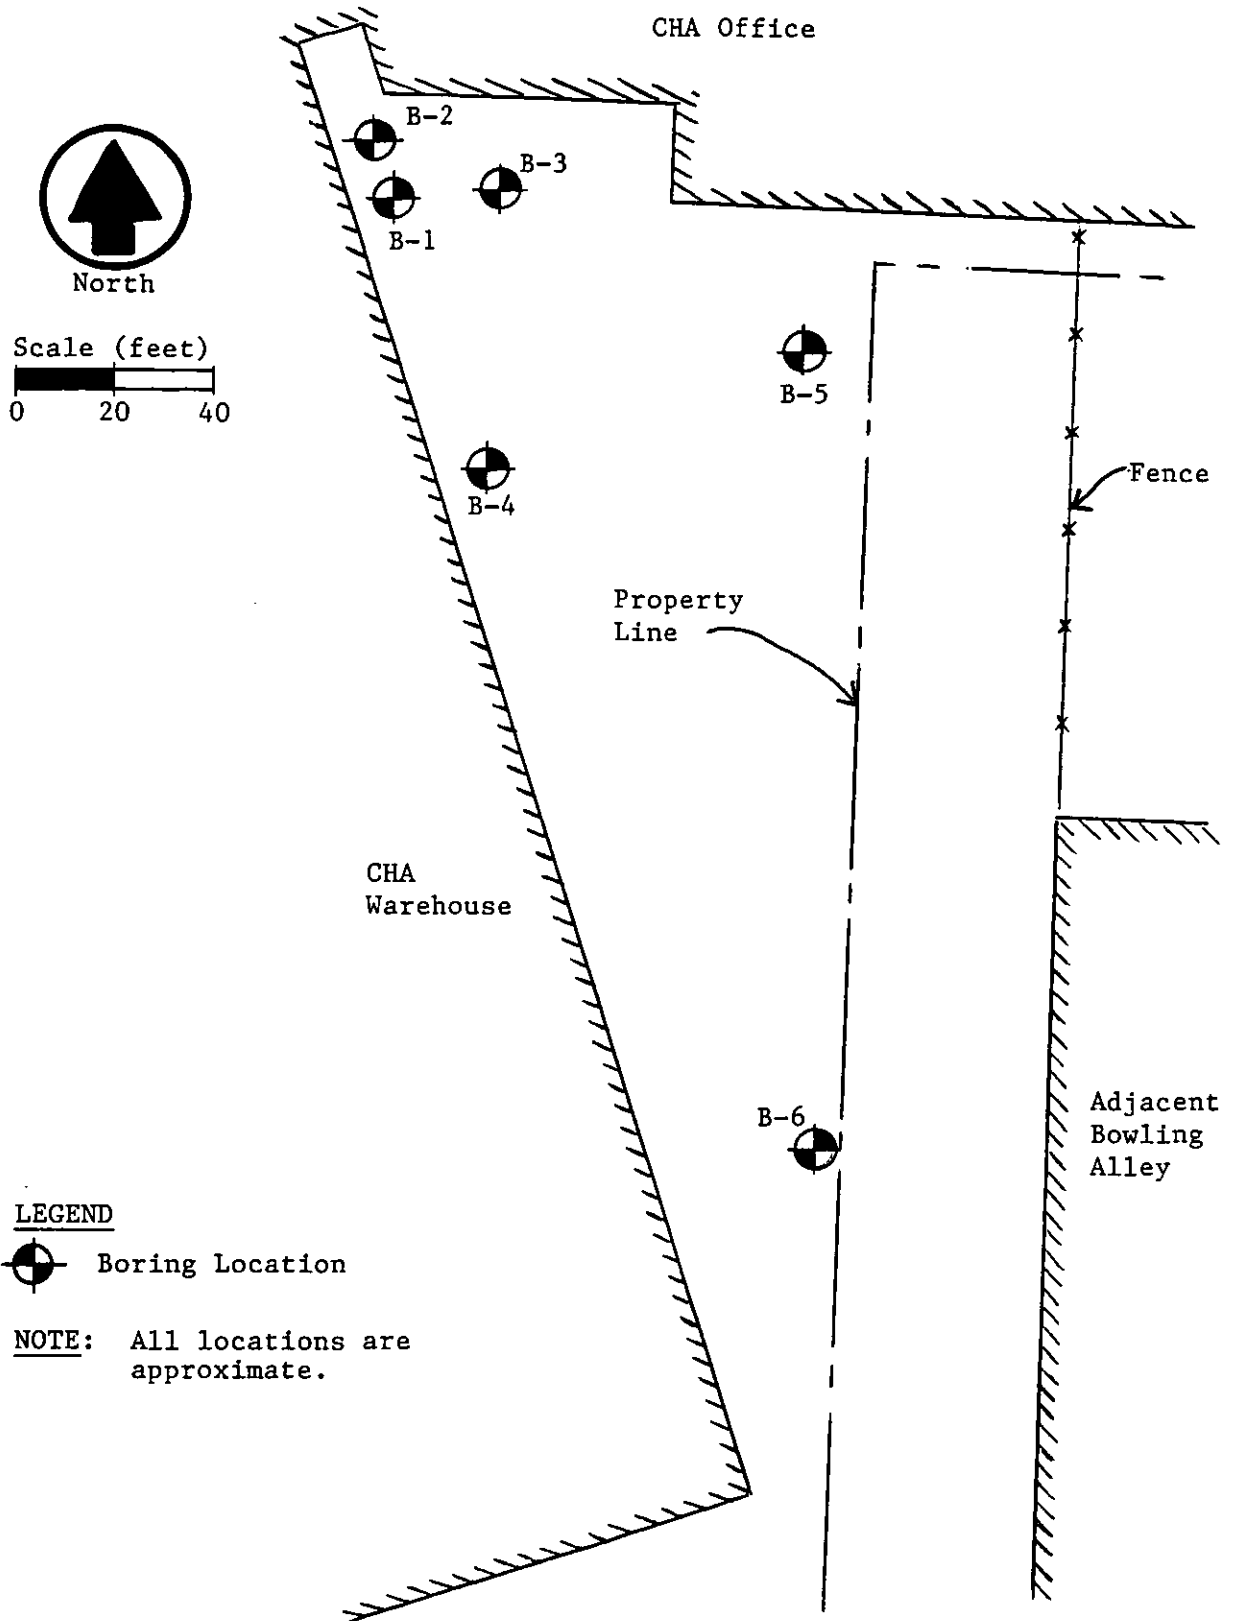 CHA Office
B-2
B-3
B-1
North
Scale (feet)
0 20 40
B-5
Fence
B-4
Property
Line
CHA
Warehouse
B-6
Adjacent
Bowling
Alley
LEGEND
Boring Location
NOTE: All locations are
approximate.